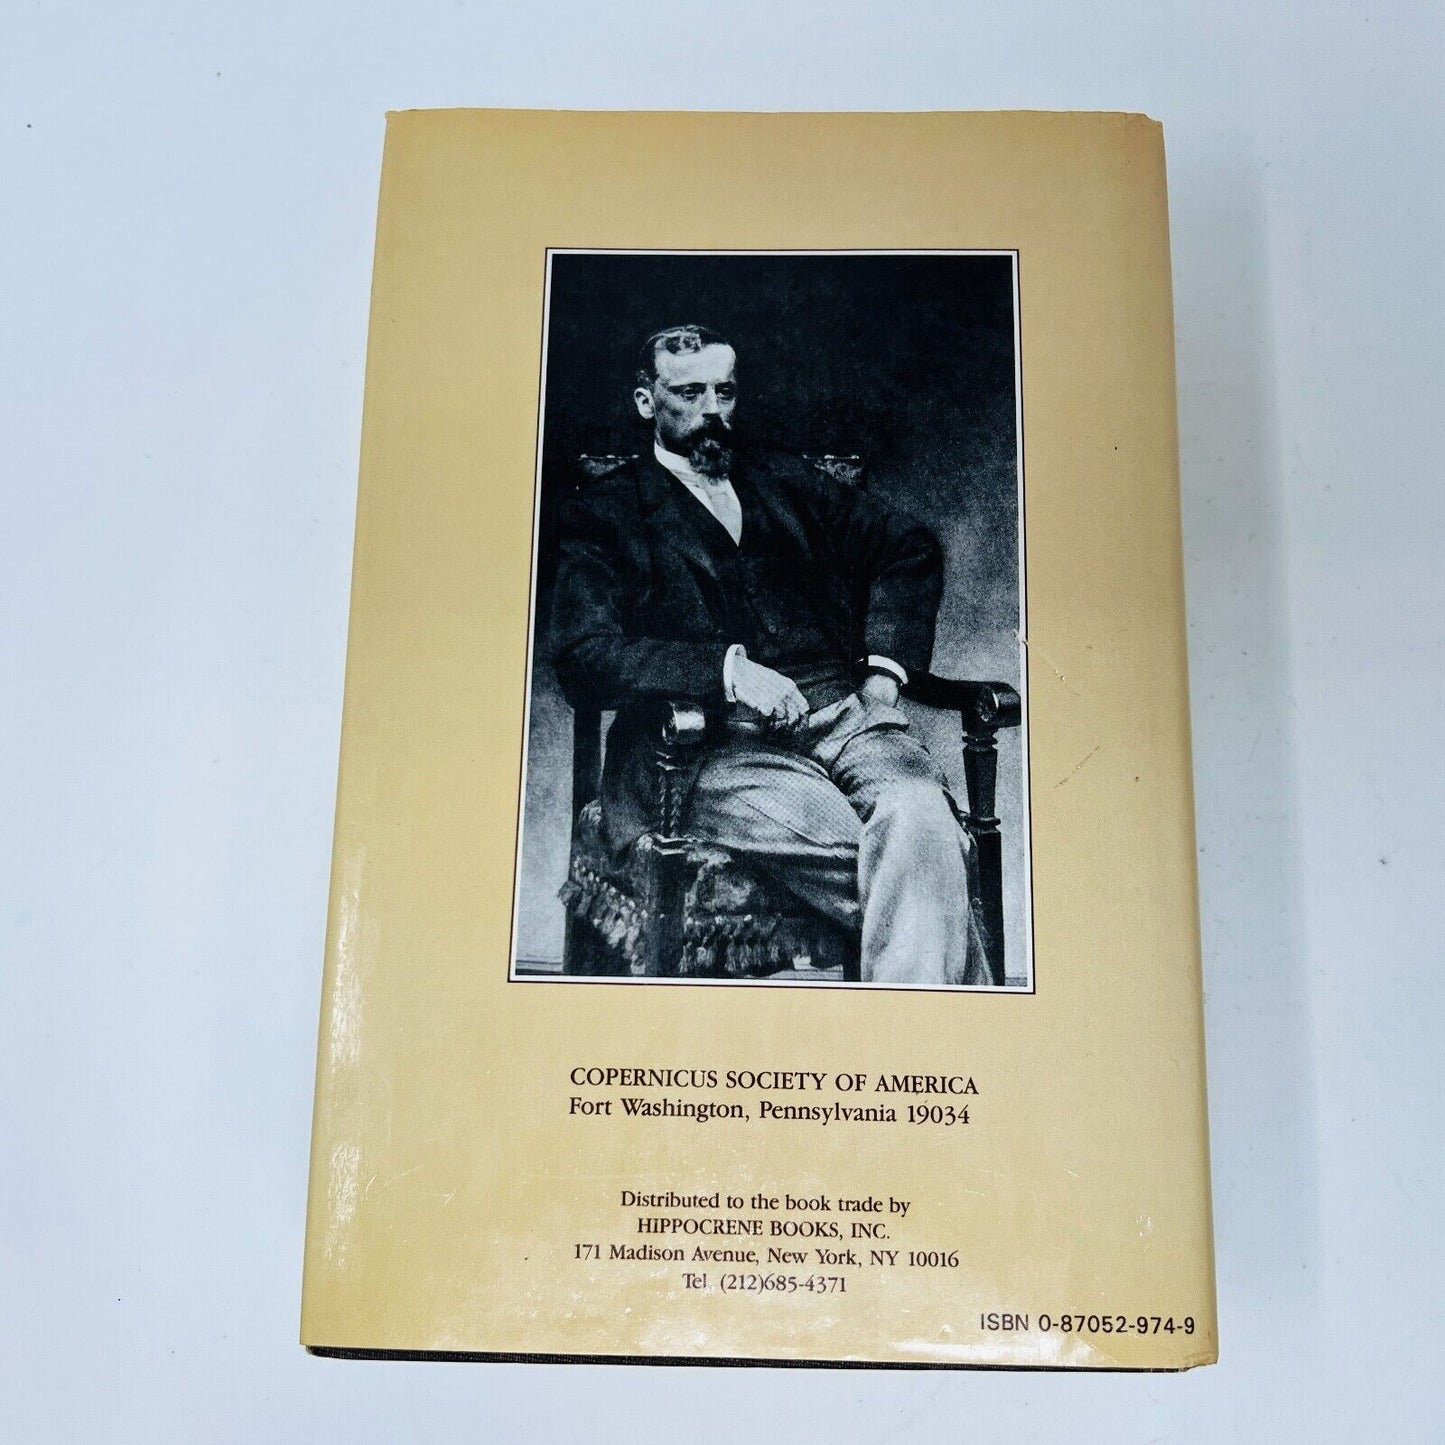 COPERNICUS SOCIETY OF AMERICA
Fort Washington, Pennsylvania 19034
Distributed to the book trade by
HIPPOCRENE BOOKS, INC.
171 Madison Avenue, New York, NY 10016
Tel. (212)685-4371
ISBN 0-87052-974-9